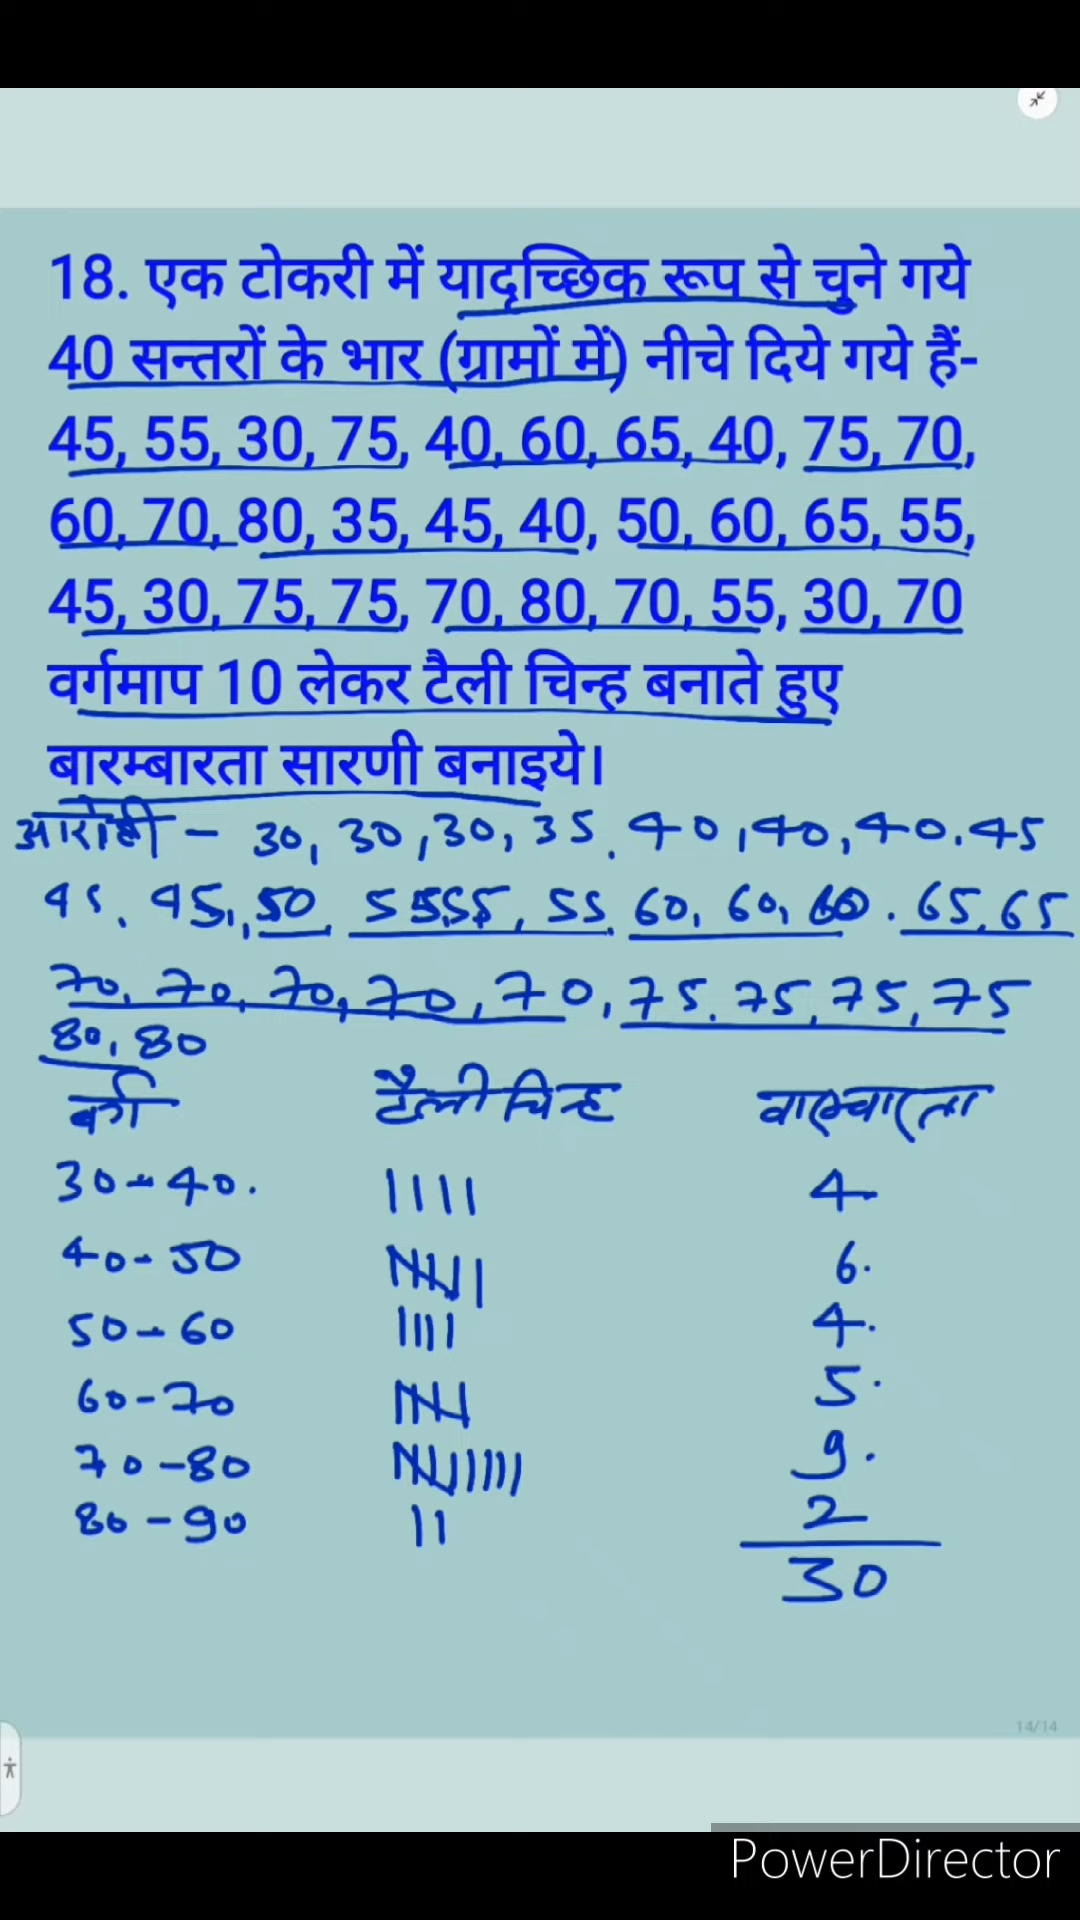 18. एक टोकरी में यादृच्छिक रूप से चुने गये
40 सन्तरों के भार (ग्रामों में) नीचे दिये गये हैं-
45, 55, 30, 75, 40, 60, 65, 40, 75, 70,
60, 70, 80, 35, 45, 40, 50, 60, 65, 55,
45, 30, 75, 75, 70, 80, 70, 55, 30, 70
वर्गमाप 10 लेकर टैली चिन्ह बनाते हुए
बारम्बारता सारणी बनाइये।
आरोही - 30, 30, 30, 35. 40, 40, 40. 45
45. 45, 50, 55, 55, 55. 60, 60, 60. 65, 65
70, 70, 70, 70, 70, 75. 75, 75, 75
80, 80
वर्ग टैली चिन्ह बारम्बारता
30-40. |||| 4
40-50 ||||| | 6.
50-60 |||| 4.
60-70 ||||| 5.
70-80 ||||| |||| 9.
80-90 || 2
30
14/14
PowerDirector